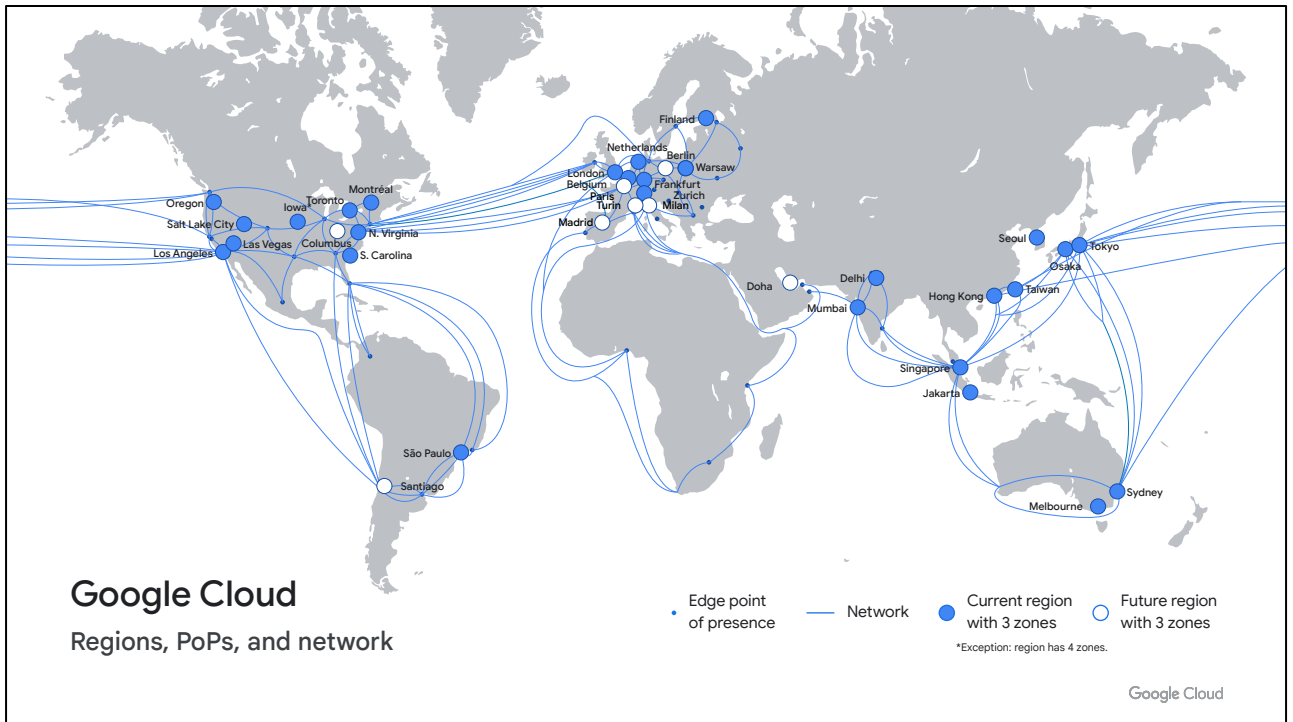 Finland
Netherlands
Berlin
London
Warsaw
Belgium
Frankfurt
Zurich
Paris
Turin
Milan
Madrid
Montréal
Toronto
Oregon
Iowa*
Salt Lake City
N. Virginia
Columbus
Las Vegas
Los Angeles
S. Carolina
Seoul
Tokyo
Osaka
Delhi
Doha
Taiwan
Hong Kong
Mumbai
Singapore
Jakarta
São Paulo
Santiago
Sydney
Melbourne
Google Cloud
Regions, PoPs, and network
Edge point
of presence
Network
Current region
with 3 zones
Future region
with 3 zones
*Exception: region has 4 zones.
Google Cloud